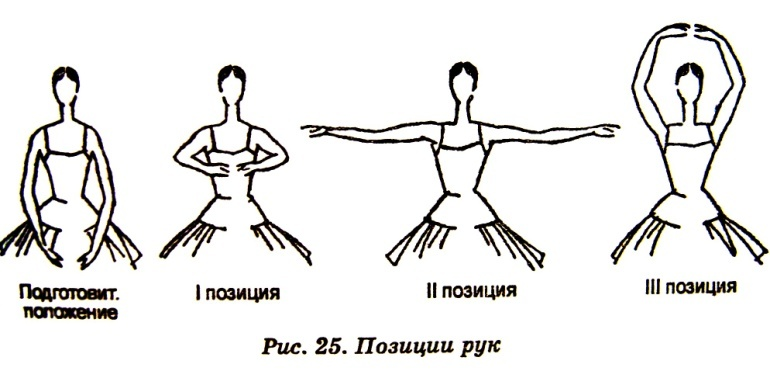 Подготовит.
положение
I позиция
II позиция
III позиция
Рис. 25. Позиции рук